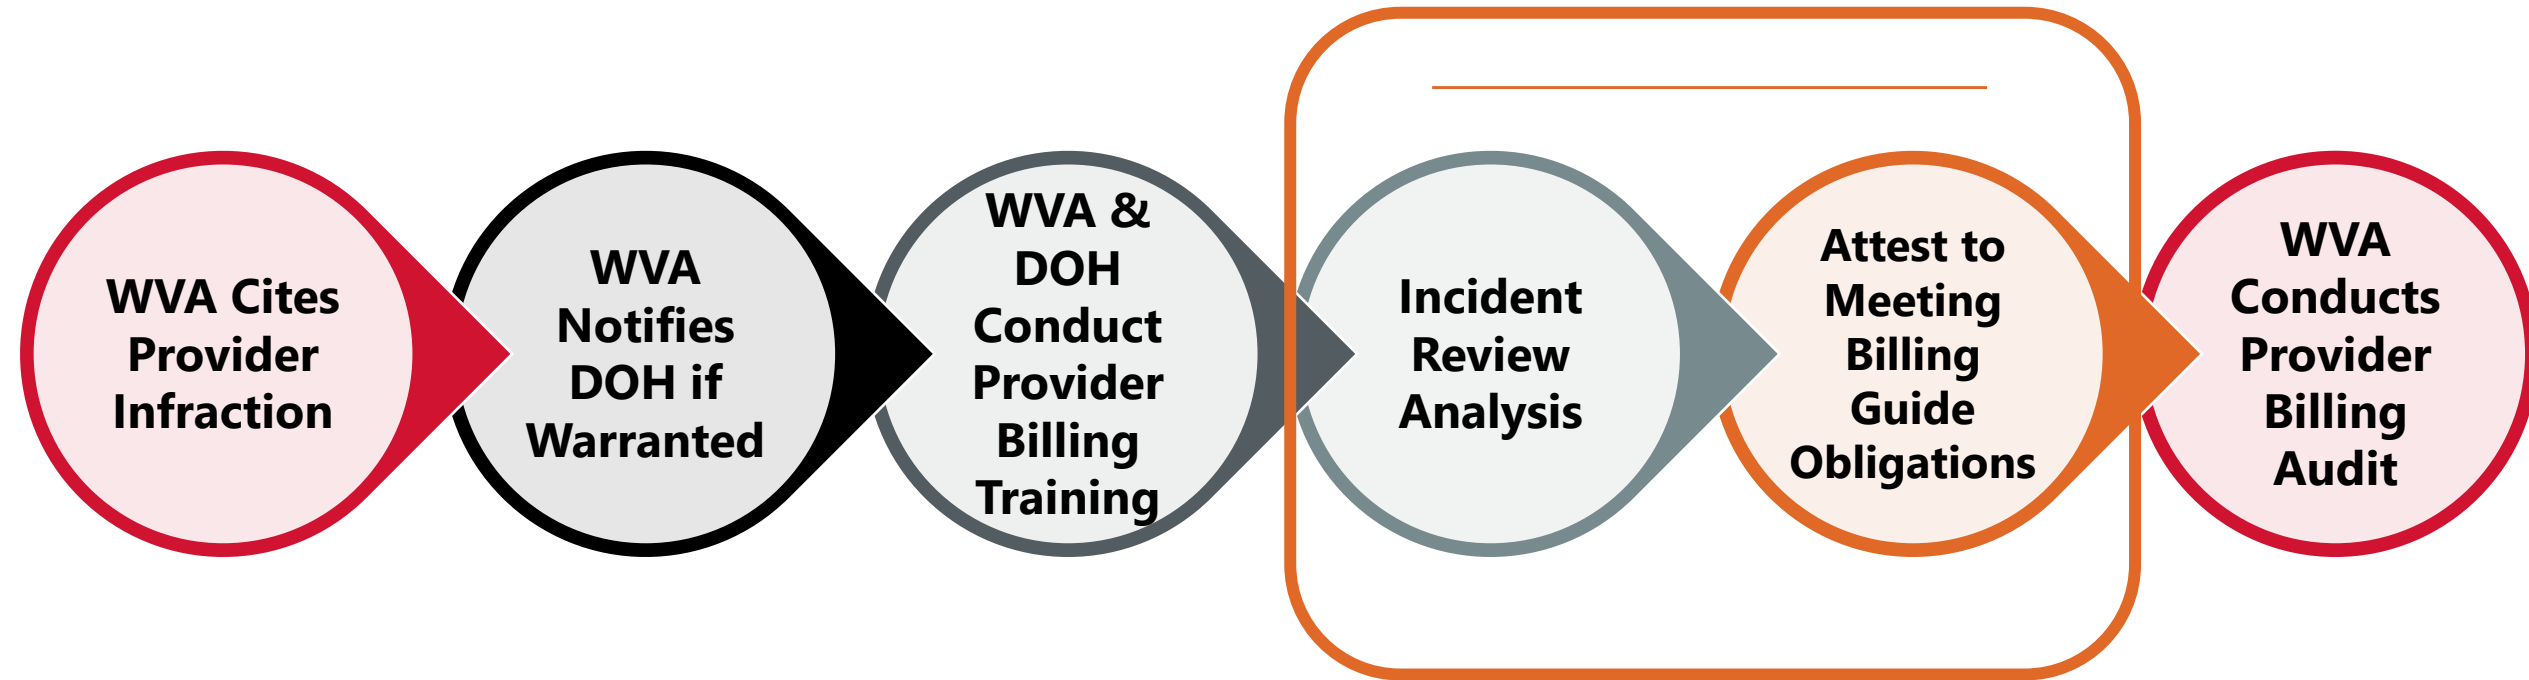 WVA Cites
Provider
Infraction
WVA
Notifies
DOH if
Warranted
WVA &
DOH
Conduct
Provider
Billing
Training
Incident
Review
Analysis
Attest to
Meeting
Billing
Guide
Obligations
WVA
Conducts
Provider
Billing
Audit